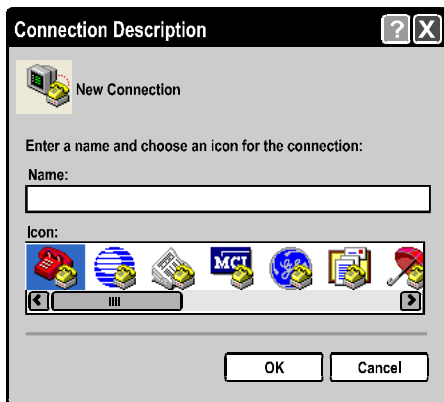 Connection Description
? X
New Connection
Enter a name and choose an icon for the connection:
Name:
Icon:
MCI
OK Cancel